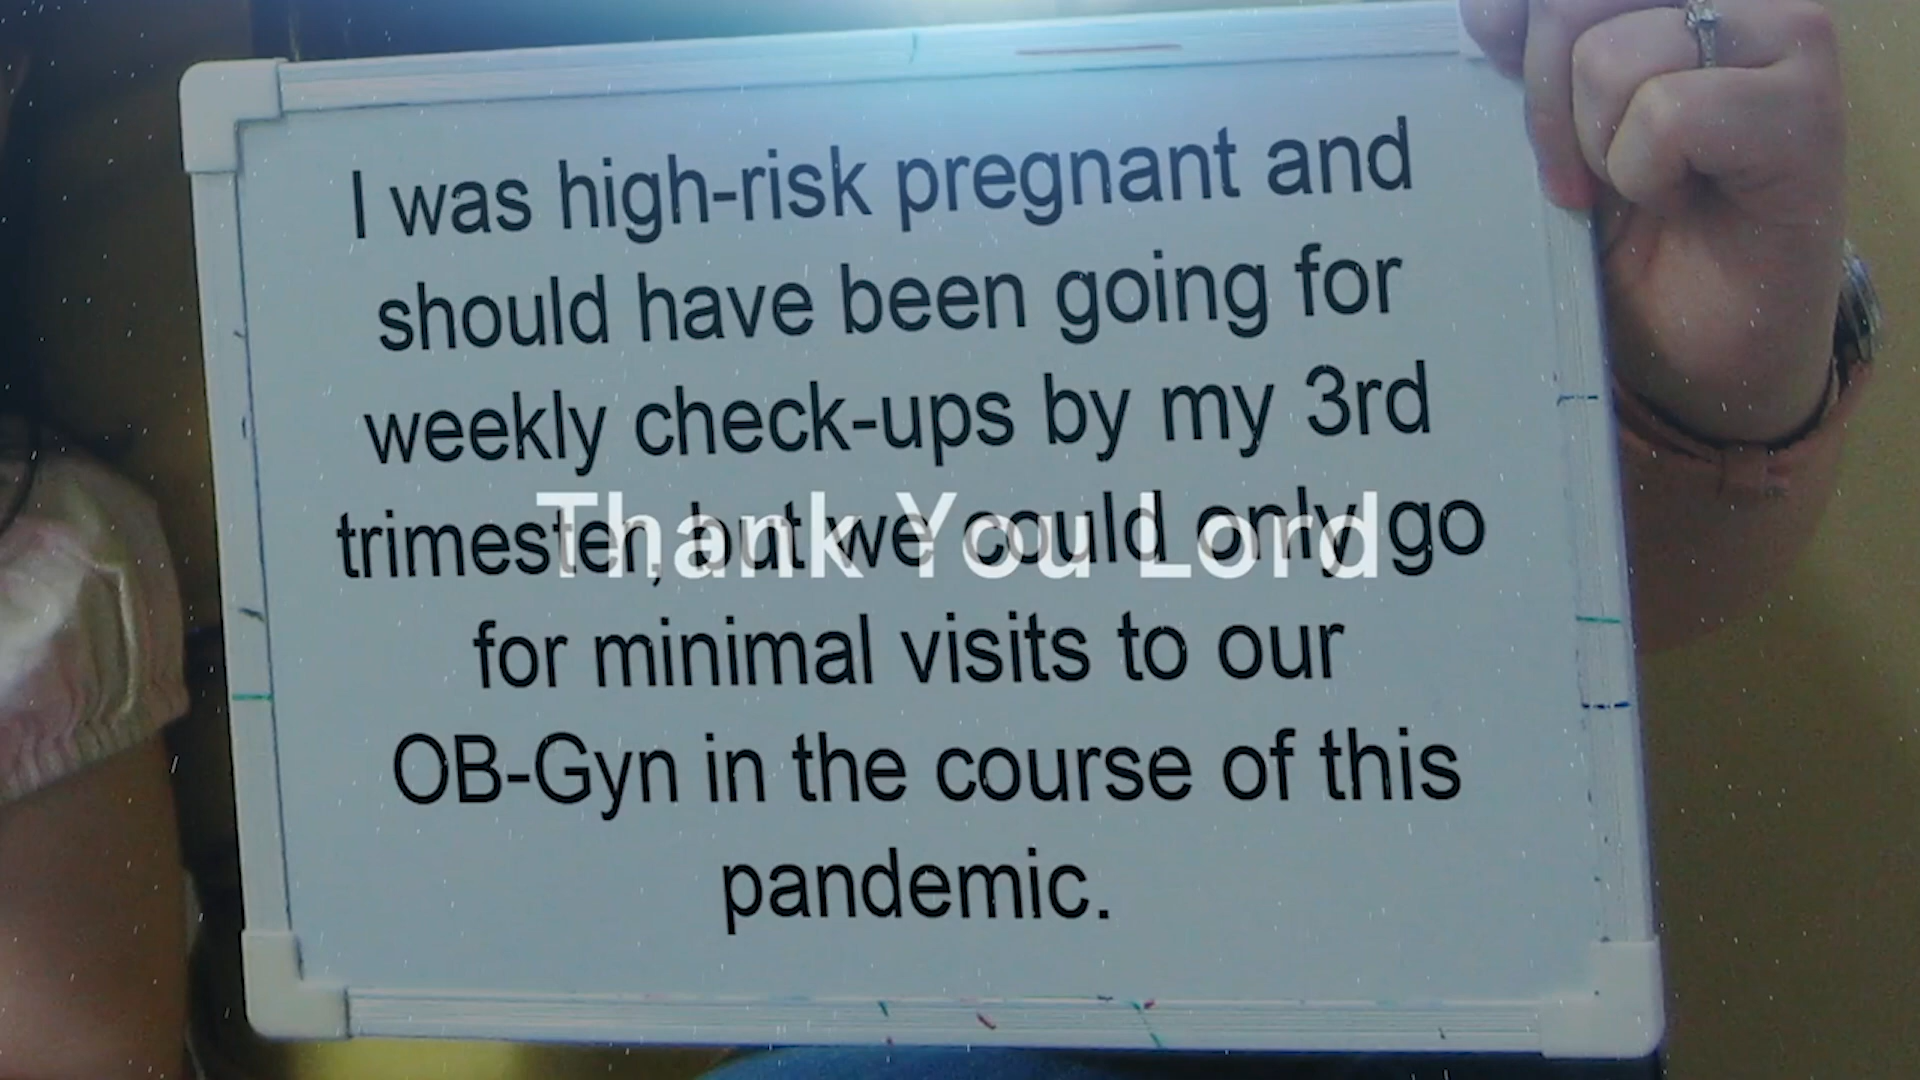 I was high-risk pregnant and
should have been going for
weekly check-ups by my 3rd
trimester, but we could only go
for minimal visits to our
OB-Gyn in the course of this
pandemic.
Thank You Lord